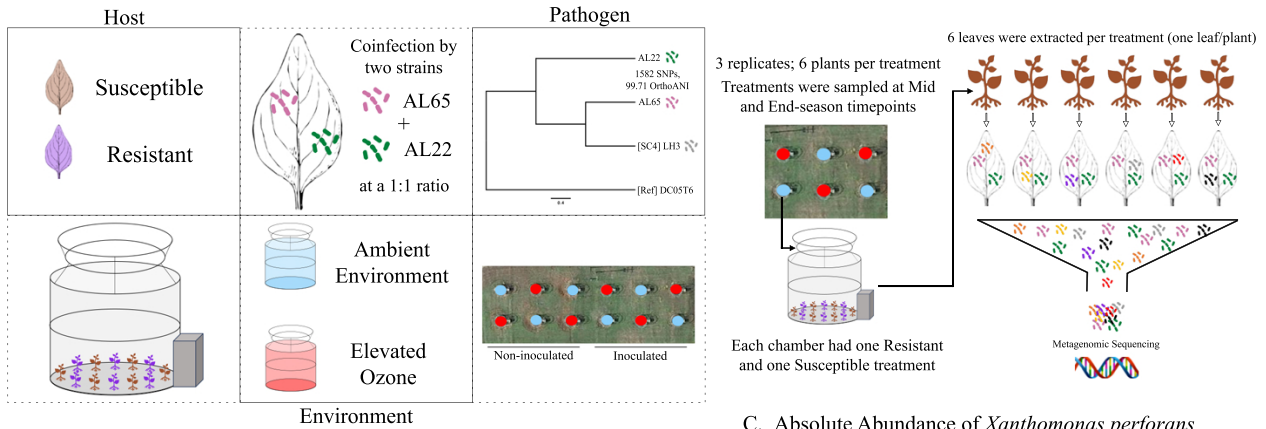 Host
Pathogen
Susceptible
Resistant
Coinfection by
two strains
AL65
+
AL22
at a 1:1 ratio
AL22
1582 SNPs,
99.71 OrthoANI
AL65
[SC4] LH3
[Ref] DC05T6
0.4
Ambient
Environment
Elevated
Ozone
Non-inoculated
Inoculated
Environment
6 leaves were extracted per treatment (one leaf/plant)
3 replicates; 6 plants per treatment
Treatments were sampled at Mid
and End-season timepoints
Each chamber had one Resistant
and one Susceptible treatment
Metagenomic Sequencing
C. Absolute Abundance of Xanthomonas perforans